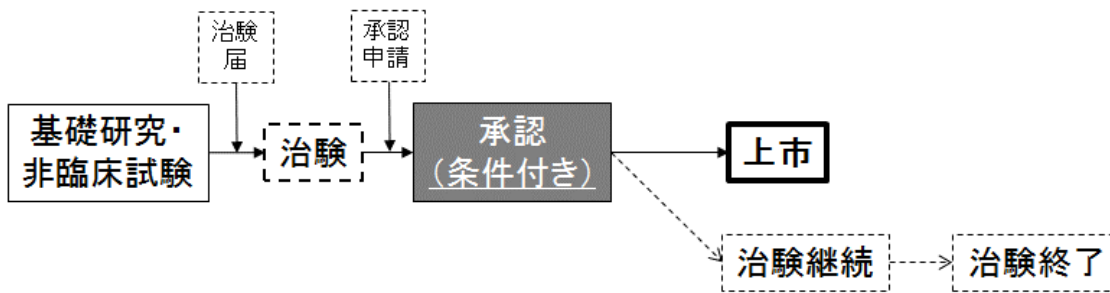 治験
届
承認
申請
基礎研究・
非臨床試験
治験
承認
(条件付き)
上市
治験継続
治験終了